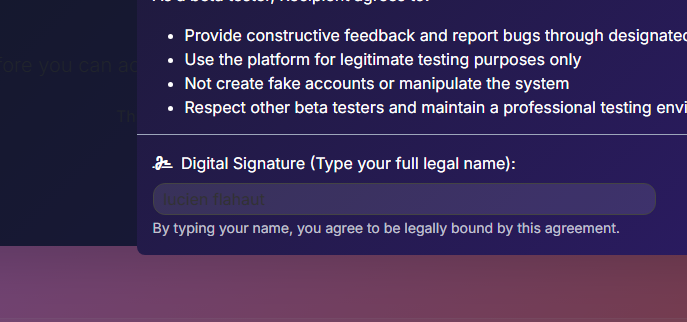 As a beta tester, Recipient agrees to:
Provide constructive feedback and report bugs through designated
Use the platform for legitimate testing purposes only
fore you can ac
Not create fake accounts or manipulate the system
Respect other beta testers and maintain a professional testing envi
Th
Digital Signature (Type your full legal name):
lucien flahaut
By typing your name, you agree to be legally bound by this agreement.